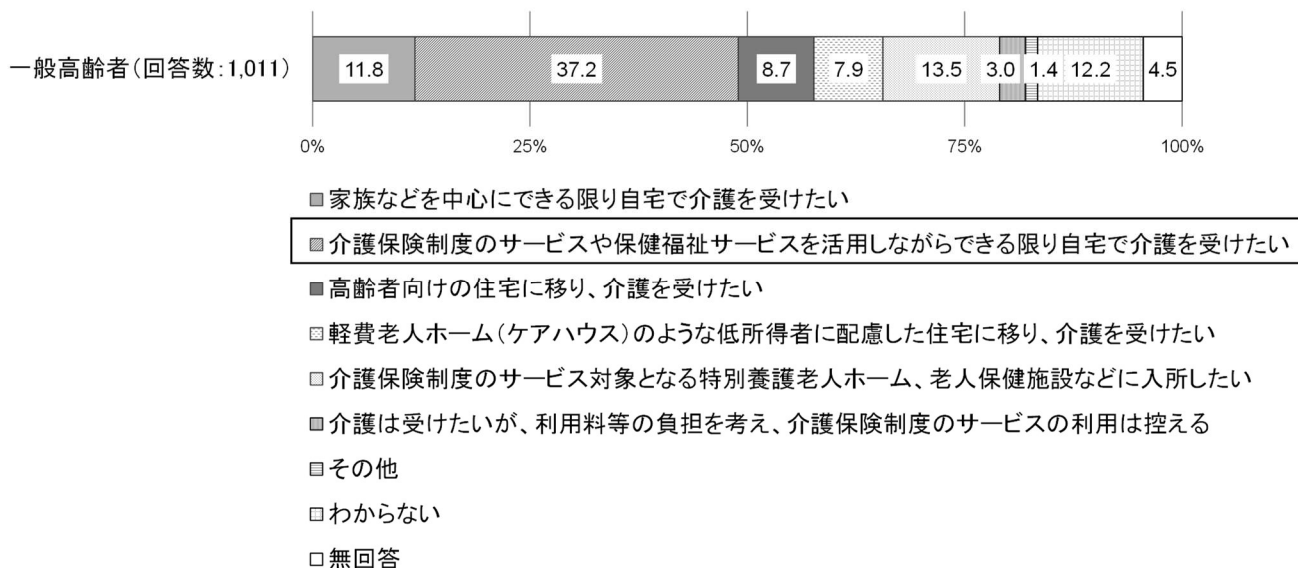 一般高齢者(回答数:1,011)
11.8 37.2 8.7 7.9 13.5 3.0 1.4 12.2 4.5
0% 25% 50% 75% 100%
家族などを中心にできる限り自宅で介護を受けたい
介護保険制度のサービスや保健福祉サービスを活用しながらできる限り自宅で介護を受けたい
高齢者向けの住宅に移り、介護を受けたい
軽費老人ホーム(ケアハウス)のような低所得者に配慮した住宅に移り、介護を受けたい
介護保険制度のサービス対象となる特別養護老人ホーム、老人保健施設などに入所したい
介護は受けたいが、利用料等の負担を考え、介護保険制度のサービスの利用は控える
その他
わからない
無回答